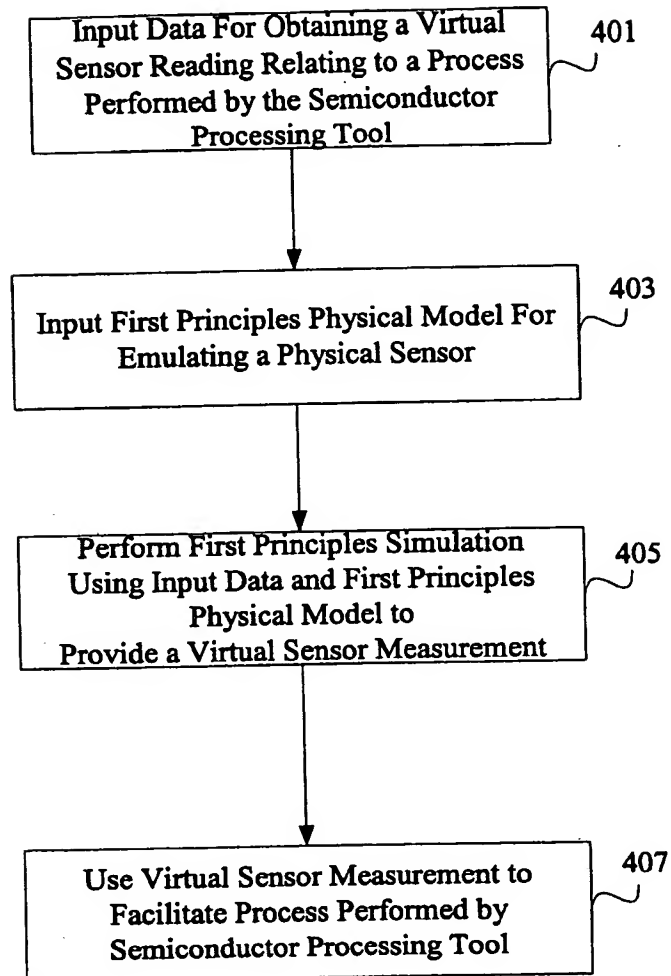 Input Data For Obtaining a Virtual
Sensor Reading Relating to a Process
Performed by the Semiconductor
Processing Tool
401
Input First Principles Physical Model For
Emulating a Physical Sensor
403
Perform First Principles Simulation
Using Input Data and First Principles
Physical Model to
Provide a Virtual Sensor Measurement
405
Use Virtual Sensor Measurement to
Facilitate Process Performed by
Semiconductor Processing Tool
407